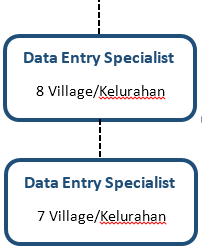 Data Entry Specialist
8 Village/Kelurahan
Data Entry Specialist
7 Village/Kelurahan